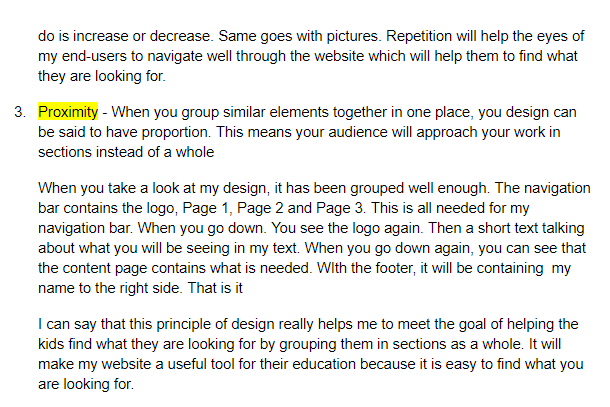 do is increase or decrease. Same goes with pictures. Repetition will help the eyes of
my end-users to navigate well through the website which will help them to find what
they are looking for.
3. Proximity - When you group similar elements together in one place, you design can
be said to have proportion. This means your audience will approach your work in
sections instead of a whole
When you take a look at my design, it has been grouped well enough. The navigation
bar contains the logo, Page 1, Page 2 and Page 3. This is all needed for my
navigation bar. When you go down. You see the logo again. Then a short text talking
about what you will be seeing in my text. When you go down again, you can see that
the content page contains what is needed. WIth the footer, it will be containing  my
name to the right side. That is it
I can say that this principle of design really helps me to meet the goal of helping the
kids find what they are looking for by grouping them in sections as a whole. It will
make my website a useful tool for their education because it is easy to find what you
are looking for.